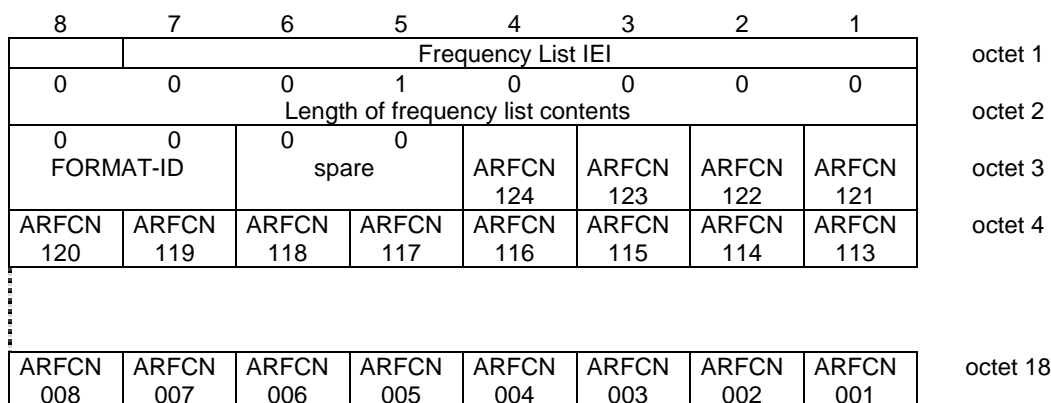 8 7 6 5 4 3 2 1
Frequency List IEI octet 1
0 0 0 1 0 0 0 0
Length of frequency list contents octet 2
0 0 0 0
FORMAT-ID spare ARFCN ARFCN ARFCN ARFCN octet 3
124 123 122 121
ARFCN ARFCN ARFCN ARFCN ARFCN ARFCN ARFCN ARFCN octet 4
120 119 118 117 116 115 114 113
ARFCN ARFCN ARFCN ARFCN ARFCN ARFCN ARFCN ARFCN octet 18
008 007 006 005 004 003 002 001